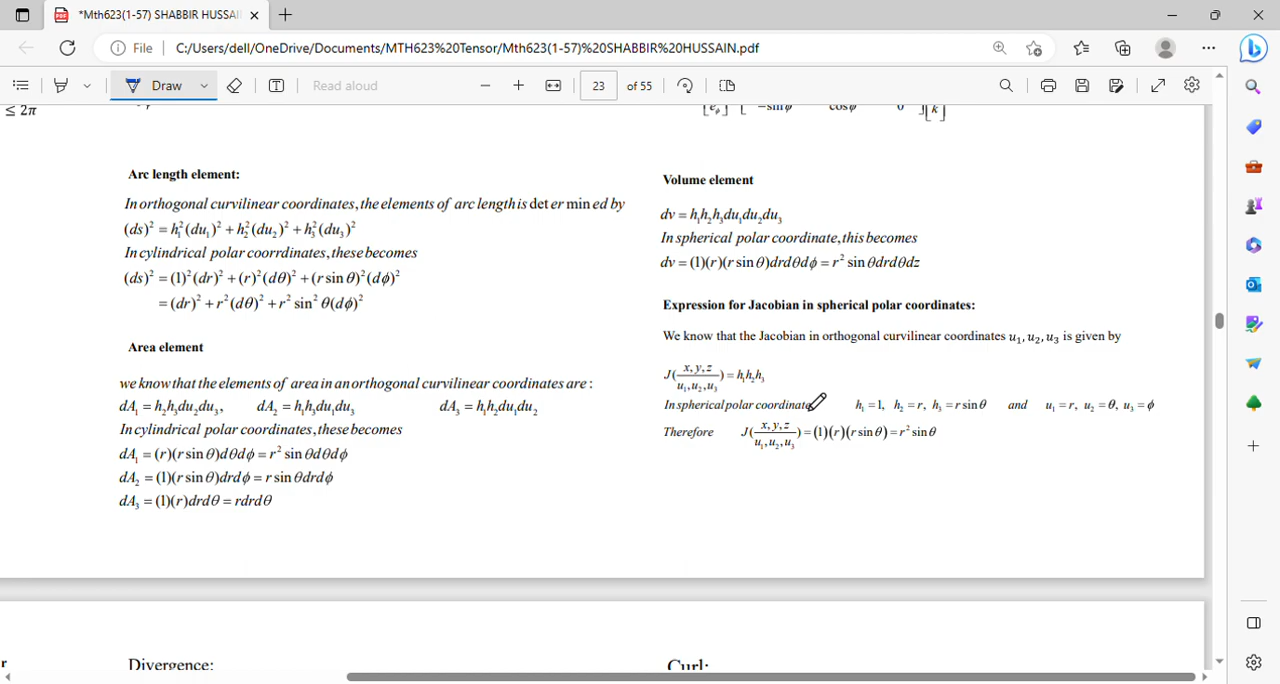 *Mth623(1-57) SHABBIR HUSSAI
File
C:/Users/dell/OneDrive/Documents/MTH623%20Tensor/Mth623(1-57)%20SHABBIR%20HUSSAIN.pdf
Draw
Read aloud
23 of 55
≤ 2π
−sin φ cos φ 0
[e_φ] [k]
Arc length element:
In orthogonal curvilinear coordinates, the elements of arc length is det er min ed by
(ds)² = h₁²(du₁)² + h₂²(du₂)² + h₃²(du₃)²
In cylindrical polar coorrdinates, these becomes
(ds)² = (1)²(dr)² + (r)²(dθ)² + (r sin θ)²(dϕ)²
= (dr)² + r²(dθ)² + r² sin² θ(dϕ)²
Area element
we know that the elements of area in an orthogonal curvilinear coordinates are :
dA₁ = h₂h₃du₂du₃, dA₂ = h₁h₃du₁du₃ dA₃ = h₁h₂du₁du₂
In cylindrical polar coordinates, these becomes
dA₁ = (r)(r sin θ)dθdϕ = r² sin θdθdϕ
dA₂ = (1)(r sin θ)drdϕ = r sin θdrdϕ
dA₃ = (1)(r)drdθ = rdrdθ
Volume element
dv = h₁h₂h₃du₁du₂du₃
In spherical polar coordinate, this becomes
dv = (1)(r)(r sin θ)drdθdϕ = r² sin θdrdθdz
Expression for Jacobian in spherical polar coordinates:
We know that the Jacobian in orthogonal curvilinear coordinates u₁, u₂, u₃ is given by
J(x, y, z / u₁, u₂, u₃) = h₁h₂h₃
In spherical polar coordinate h₁ = 1, h₂ = r, h₃ = r sin θ and u₁ = r, u₂ = θ, u₃ = ϕ
Therefore J(x, y, z / u₁, u₂, u₃) = (1)(r)(r sin θ) = r² sin θ
r
Divergence:
Curl: